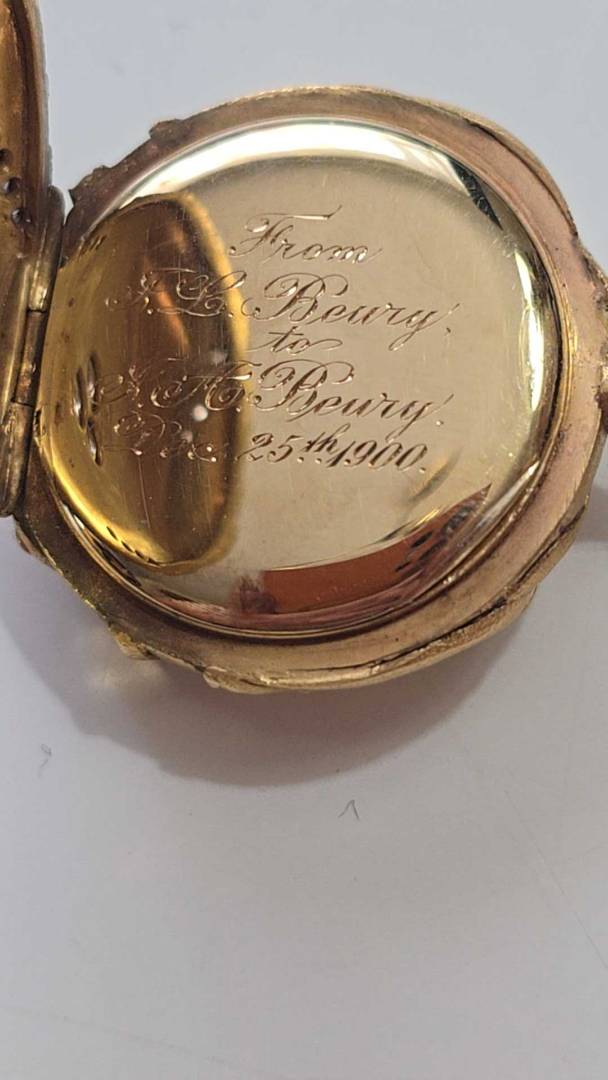 From
J. L. Beury.
to
J. H. Beury.
Dec. 25th. 1900.